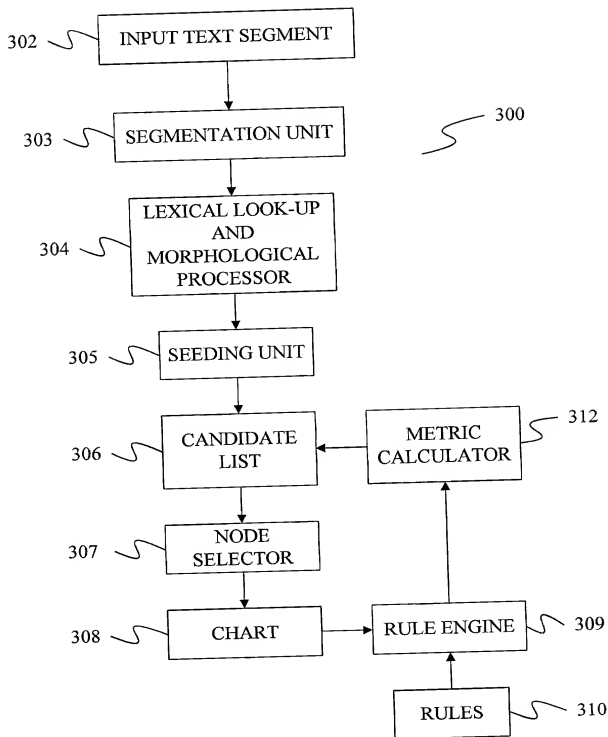 302
INPUT TEXT SEGMENT
303
SEGMENTATION UNIT
300
304
LEXICAL LOOK-UP
AND
MORPHOLOGICAL
PROCESSOR
305
SEEDING UNIT
306
CANDIDATE
LIST
METRIC
CALCULATOR
312
307
NODE
SELECTOR
308
CHART
RULE ENGINE
309
RULES
310